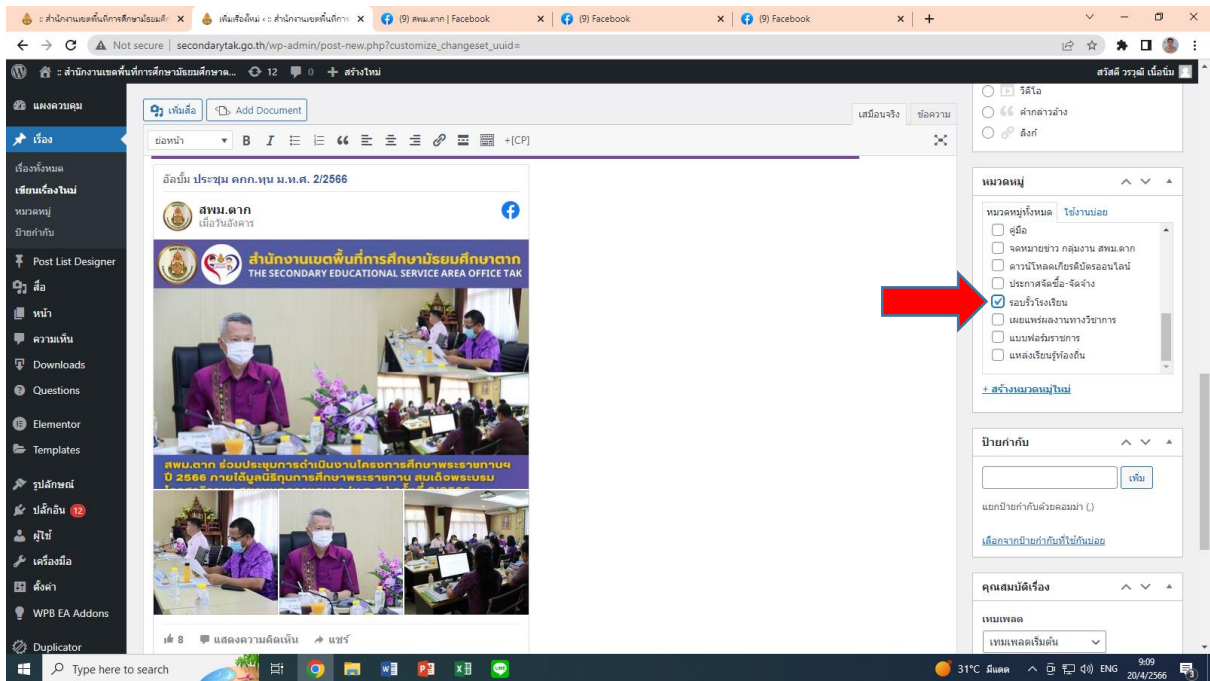 :: สำนักงานเขตพื้นที่การศึกษามัธยมศึก
เพิ่มเรื่องใหม่ ‹ :: สำนักงานเขตพื้นที่การ
(9) สพม.ตาก | Facebook
(9) Facebook
(9) Facebook
Not secure | secondarytak.go.th/wp-admin/post-new.php?customize_changeset_uuid=
:: สำนักงานเขตพื้นที่การศึกษามัธยมศึกษาต... 12 0 + สร้างใหม่
สวัสดี วรวุฒิ เนื้อนิ่ม
แผงควบคุม
เรื่อง
เรื่องทั้งหมด
เขียนเรื่องใหม่
หมวดหมู่
ป้ายกำกับ
Post List Designer
สื่อ
หน้า
ความเห็น
Downloads
Questions
Elementor
Templates
รูปลักษณ์
ปลั๊กอิน 12
ผู้ใช้
เครื่องมือ
ตั้งค่า
WPB EA Addons
Duplicator
เพิ่มสื่อ
Add Document
เสมือนจริง
ข้อความ
ย่อหน้า
B I
+[CP]
อัลบั้ม ประชุม คกก.ทุน ม.ท.ศ. 2/2566
สพม.ตาก
เมื่อวันอังคาร
สำนักงานเขตพื้นที่การศึกษามัธยมศึกษาตาก
THE SECONDARY EDUCATIONAL SERVICE AREA OFFICE TAK
สพม.ตาก ร่วมประชุมการดำเนินงานโครงการศึกษาพระราชทานฯ
ปี 2566 ภายใต้มูลนิธิทุนการศึกษาพระราชทาน สมเด็จพระบรม
8 แสดงความคิดเห็น แชร์
วิดีโอ
คำกล่าวอ้าง
ลิงก์
หมวดหมู่
หมวดหมู่ทั้งหมด
ใช้งานบ่อย
คู่มือ
จดหมายข่าว กลุ่มงาน สพม.ตาก
ดาวน์โหลดเกียรติบัตรออนไลน์
ประกาศจัดซื้อ-จัดจ้าง
รอบรั้วโรงเรียน
เผยแพร่ผลงานทางวิชาการ
แบบฟอร์มราชการ
แหล่งเรียนรู้ท้องถิ่น
+ สร้างหมวดหมู่ใหม่
ป้ายกำกับ
เพิ่ม
แยกป้ายกำกับด้วยคอมม่า (,)
เลือกจากป้ายกำกับที่ใช้กันบ่อย
คุณสมบัติเรื่อง
เทมเพลต
เทมเพลตเริ่มต้น
Type here to search
31°C มีแดด
ENG
9:09
20/4/2566
3